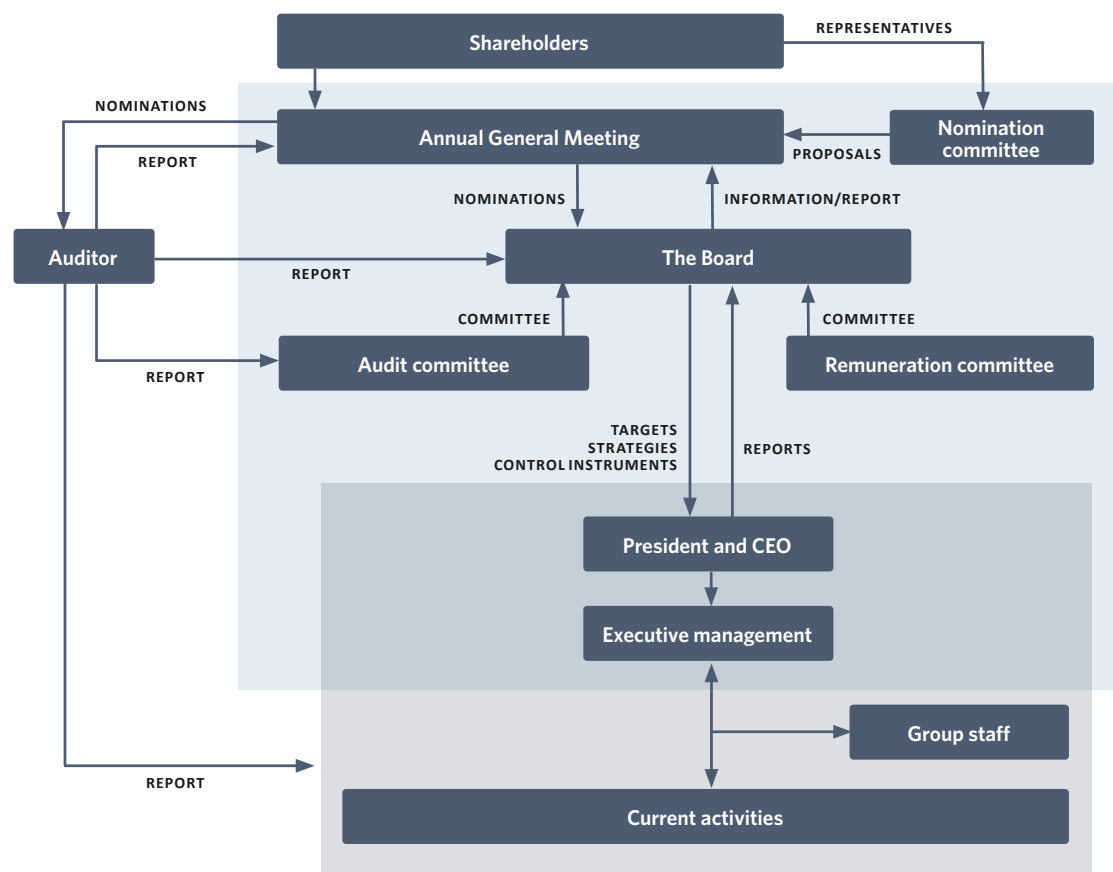 Shareholders
REPRESENTATIVES
NOMINATIONS
Annual General Meeting
Nomination
committee
REPORT
PROPOSALS
NOMINATIONS
INFORMATION/REPORT
Auditor
The Board
REPORT
COMMITTEE
COMMITTEE
Audit committee
Remuneration committee
REPORT
TARGETS
STRATEGIES
CONTROL INSTRUMENTS
REPORTS
President and CEO
Executive management
Group staff
REPORT
Current activities